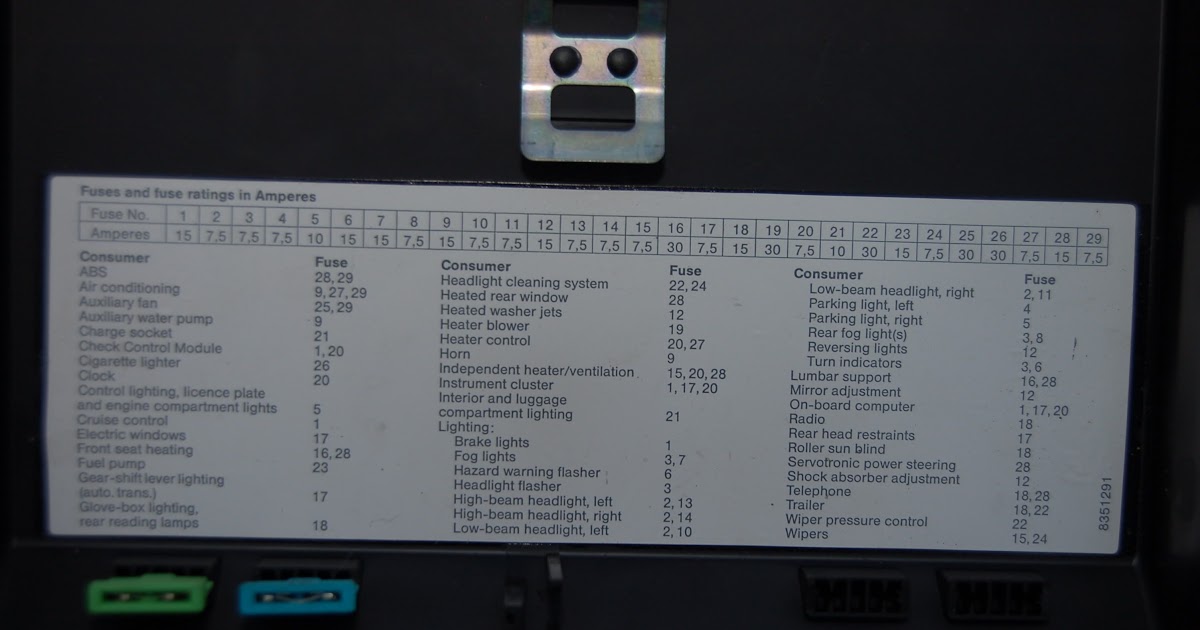 Fuses and fuse ratings in Amperes
Fuse No. 1 2 3 4 5 6 7 8 9 10 11 12 13 14 15 16 17 18 19 20 21 22 23 24 25 26 27 28 29
Amperes 15 7,5 7,5 7,5 10 15 15 7,5 15 7,5 7,5 15 7,5 7,5 7,5 30 7,5 15 30 7,5 10 30 15 7,5 30 30 7,5 15 7,5
Consumer Fuse
ABS 28, 29
Air conditioning 9, 27, 29
Auxiliary fan 25, 29
Auxiliary water pump 9
Charge socket 21
Check Control Module 1, 20
Cigarette lighter 26
Clock 20
Control lighting, licence plate
and engine compartment lights 5
Cruise control 1
Electric windows 17
Front seat heating 16, 28
Fuel pump 23
Gear-shift lever lighting
(auto. trans.) 17
Glove-box lighting,
rear reading lamps 18
Consumer Fuse
Headlight cleaning system 22, 24
Heated rear window 28
Heated washer jets 12
Heater blower 19
Heater control 20, 27
Horn 9
Independent heater/ventilation 15, 20, 28
Instrument cluster 1, 17, 20
Interior and luggage
compartment lighting 21
Lighting:
Brake lights 1
Fog lights 3, 7
Hazard warning flasher 6
Headlight flasher 3
High-beam headlight, left 2, 13
High-beam headlight, right 2, 14
Low-beam headlight, left 2, 10
Consumer Fuse
Low-beam headlight, right 2, 11
Parking light, left 4
Parking light, right 5
Rear fog light(s) 3, 8
Reversing lights 12
Turn indicators 3, 6
Lumbar support 16, 28
Mirror adjustment 12
On-board computer 1, 17, 20
Radio 18
Rear head restraints 17
Roller sun blind 18
Servotronic power steering 28
Shock absorber adjustment 12
Telephone 18, 28
Trailer 18, 22
Wiper pressure control 22
Wipers 15, 24
8351291